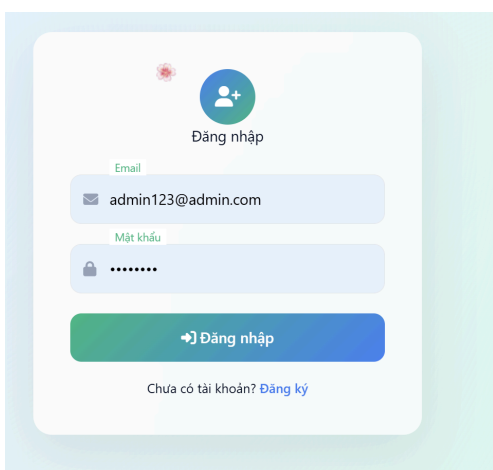 Đăng nhập
Email
admin123@admin.com
Mật khẩu
••••••••
Đăng nhập
Chưa có tài khoản? Đăng ký